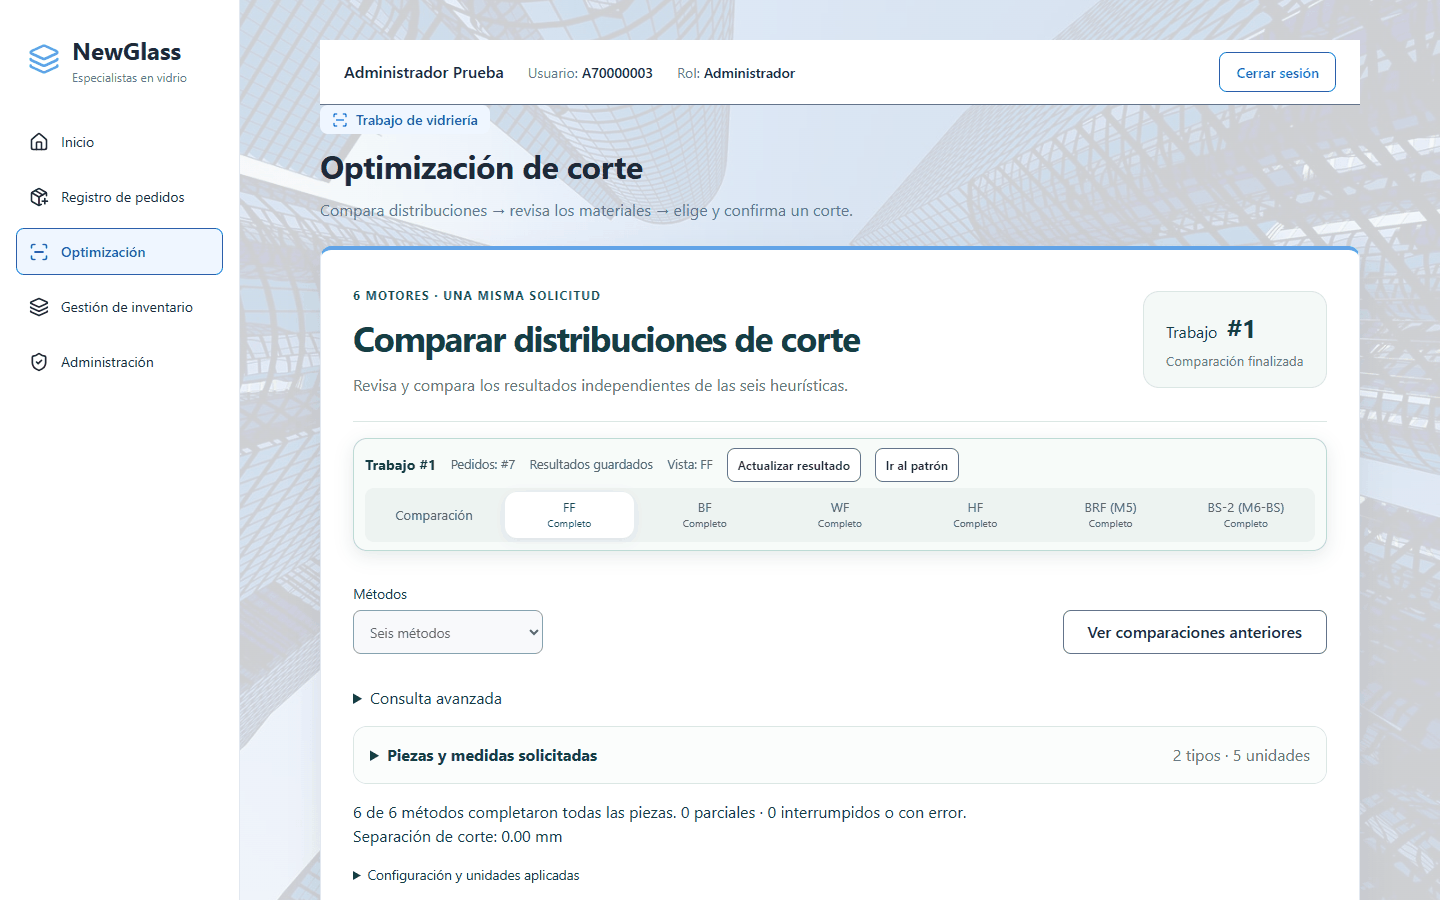 NewGlass
Especialistas en vidrio
Inicio
Registro de pedidos
Optimización
Gestión de inventario
Administración
Administrador Prueba Usuario: A70000003 Rol: Administrador Cerrar sesión
Trabajo de vidriería
Optimización de corte
Compara distribuciones → revisa los materiales → elige y confirma un corte.
6 MOTORES · UNA MISMA SOLICITUD
Comparar distribuciones de corte
Revisa y compara los resultados independientes de las seis heurísticas.
Trabajo #1
Comparación finalizada
Trabajo #1 Pedidos: #7 Resultados guardados Vista: FF Actualizar resultado Ir al patrón
Comparación
FF
Completo
BF
Completo
WF
Completo
HF
Completo
BRF (M5)
Completo
BS-2 (M6-BS)
Completo
Métodos
Seis métodos
Ver comparaciones anteriores
Consulta avanzada
Piezas y medidas solicitadas 2 tipos · 5 unidades
6 de 6 métodos completaron todas las piezas. 0 parciales · 0 interrumpidos o con error.
Separación de corte: 0.00 mm
Configuración y unidades aplicadas